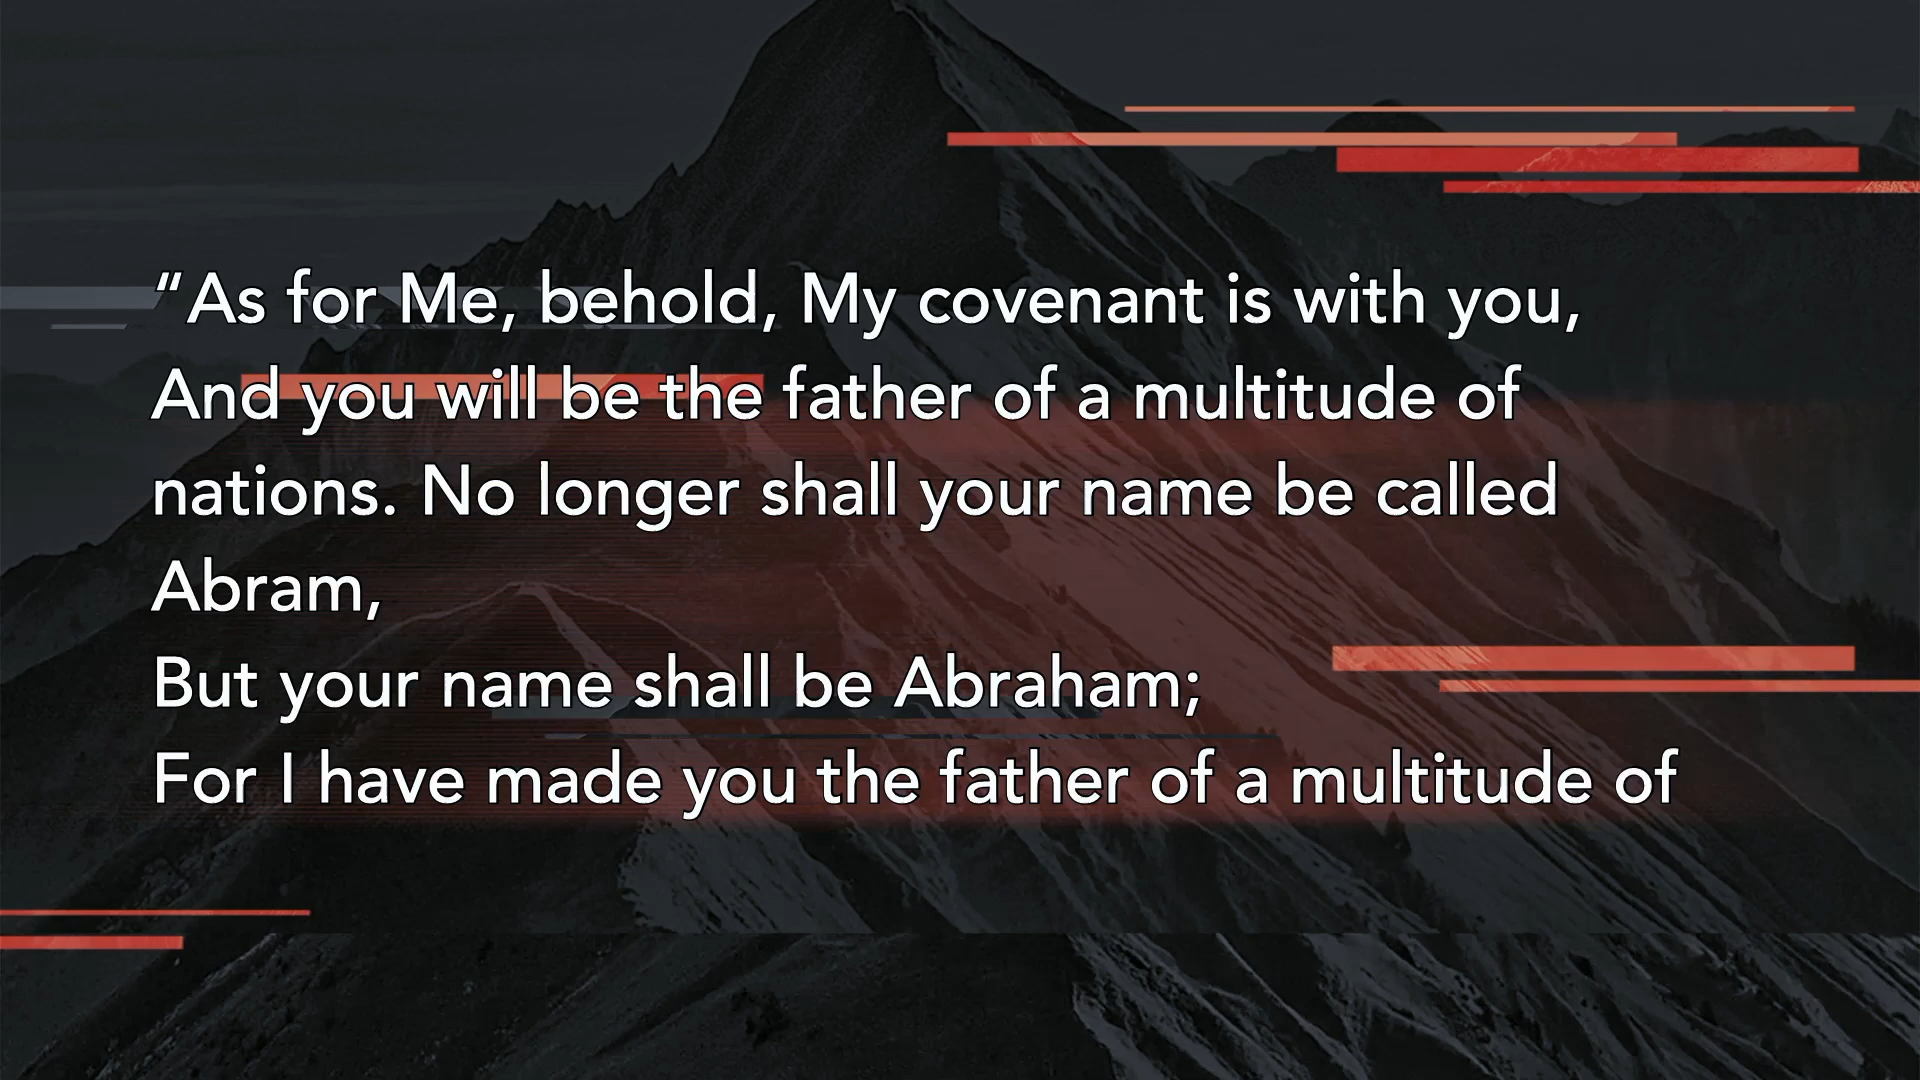 “As for Me, behold, My covenant is with you,
And you will be the father of a multitude of
nations. No longer shall your name be called
Abram,
But your name shall be Abraham;
For I have made you the father of a multitude of